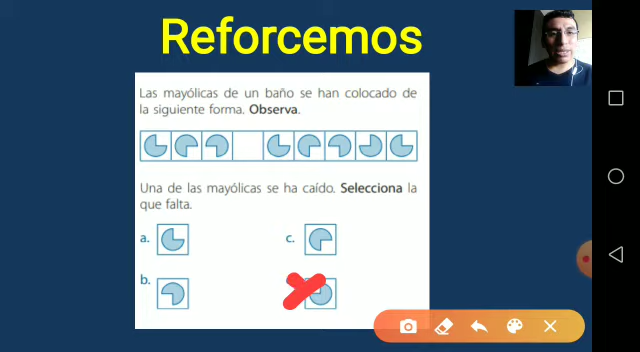 Reforcemos
Las mayólicas de un baño se han colocado de
la siguiente forma. Observa.
Una de las mayólicas se ha caído. Selecciona la
que falta.
a.
c.
b.